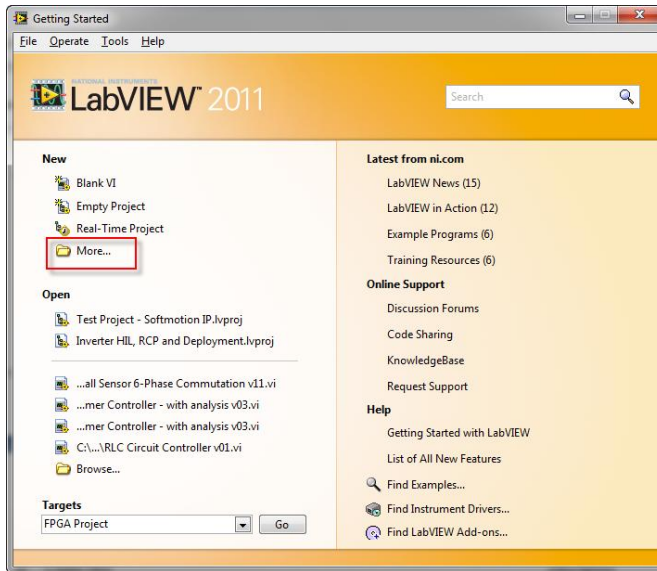 Getting Started
File Operate Tools Help
NATIONAL INSTRUMENTS
LabVIEW™ 2011
Search
New
Blank VI
Empty Project
Real-Time Project
More...
Open
Test Project - Softmotion IP.lvproj
Inverter HIL, RCP and Deployment.lvproj
...all Sensor 6-Phase Commutation v11.vi
...mer Controller - with analysis v03.vi
...mer Controller - with analysis v03.vi
C:\...\RLC Circuit Controller v01.vi
Browse...
Targets
FPGA Project
Go
Latest from ni.com
LabVIEW News (15)
LabVIEW in Action (12)
Example Programs (6)
Training Resources (6)
Online Support
Discussion Forums
Code Sharing
KnowledgeBase
Request Support
Help
Getting Started with LabVIEW
List of All New Features
Find Examples...
Find Instrument Drivers...
Find LabVIEW Add-ons...